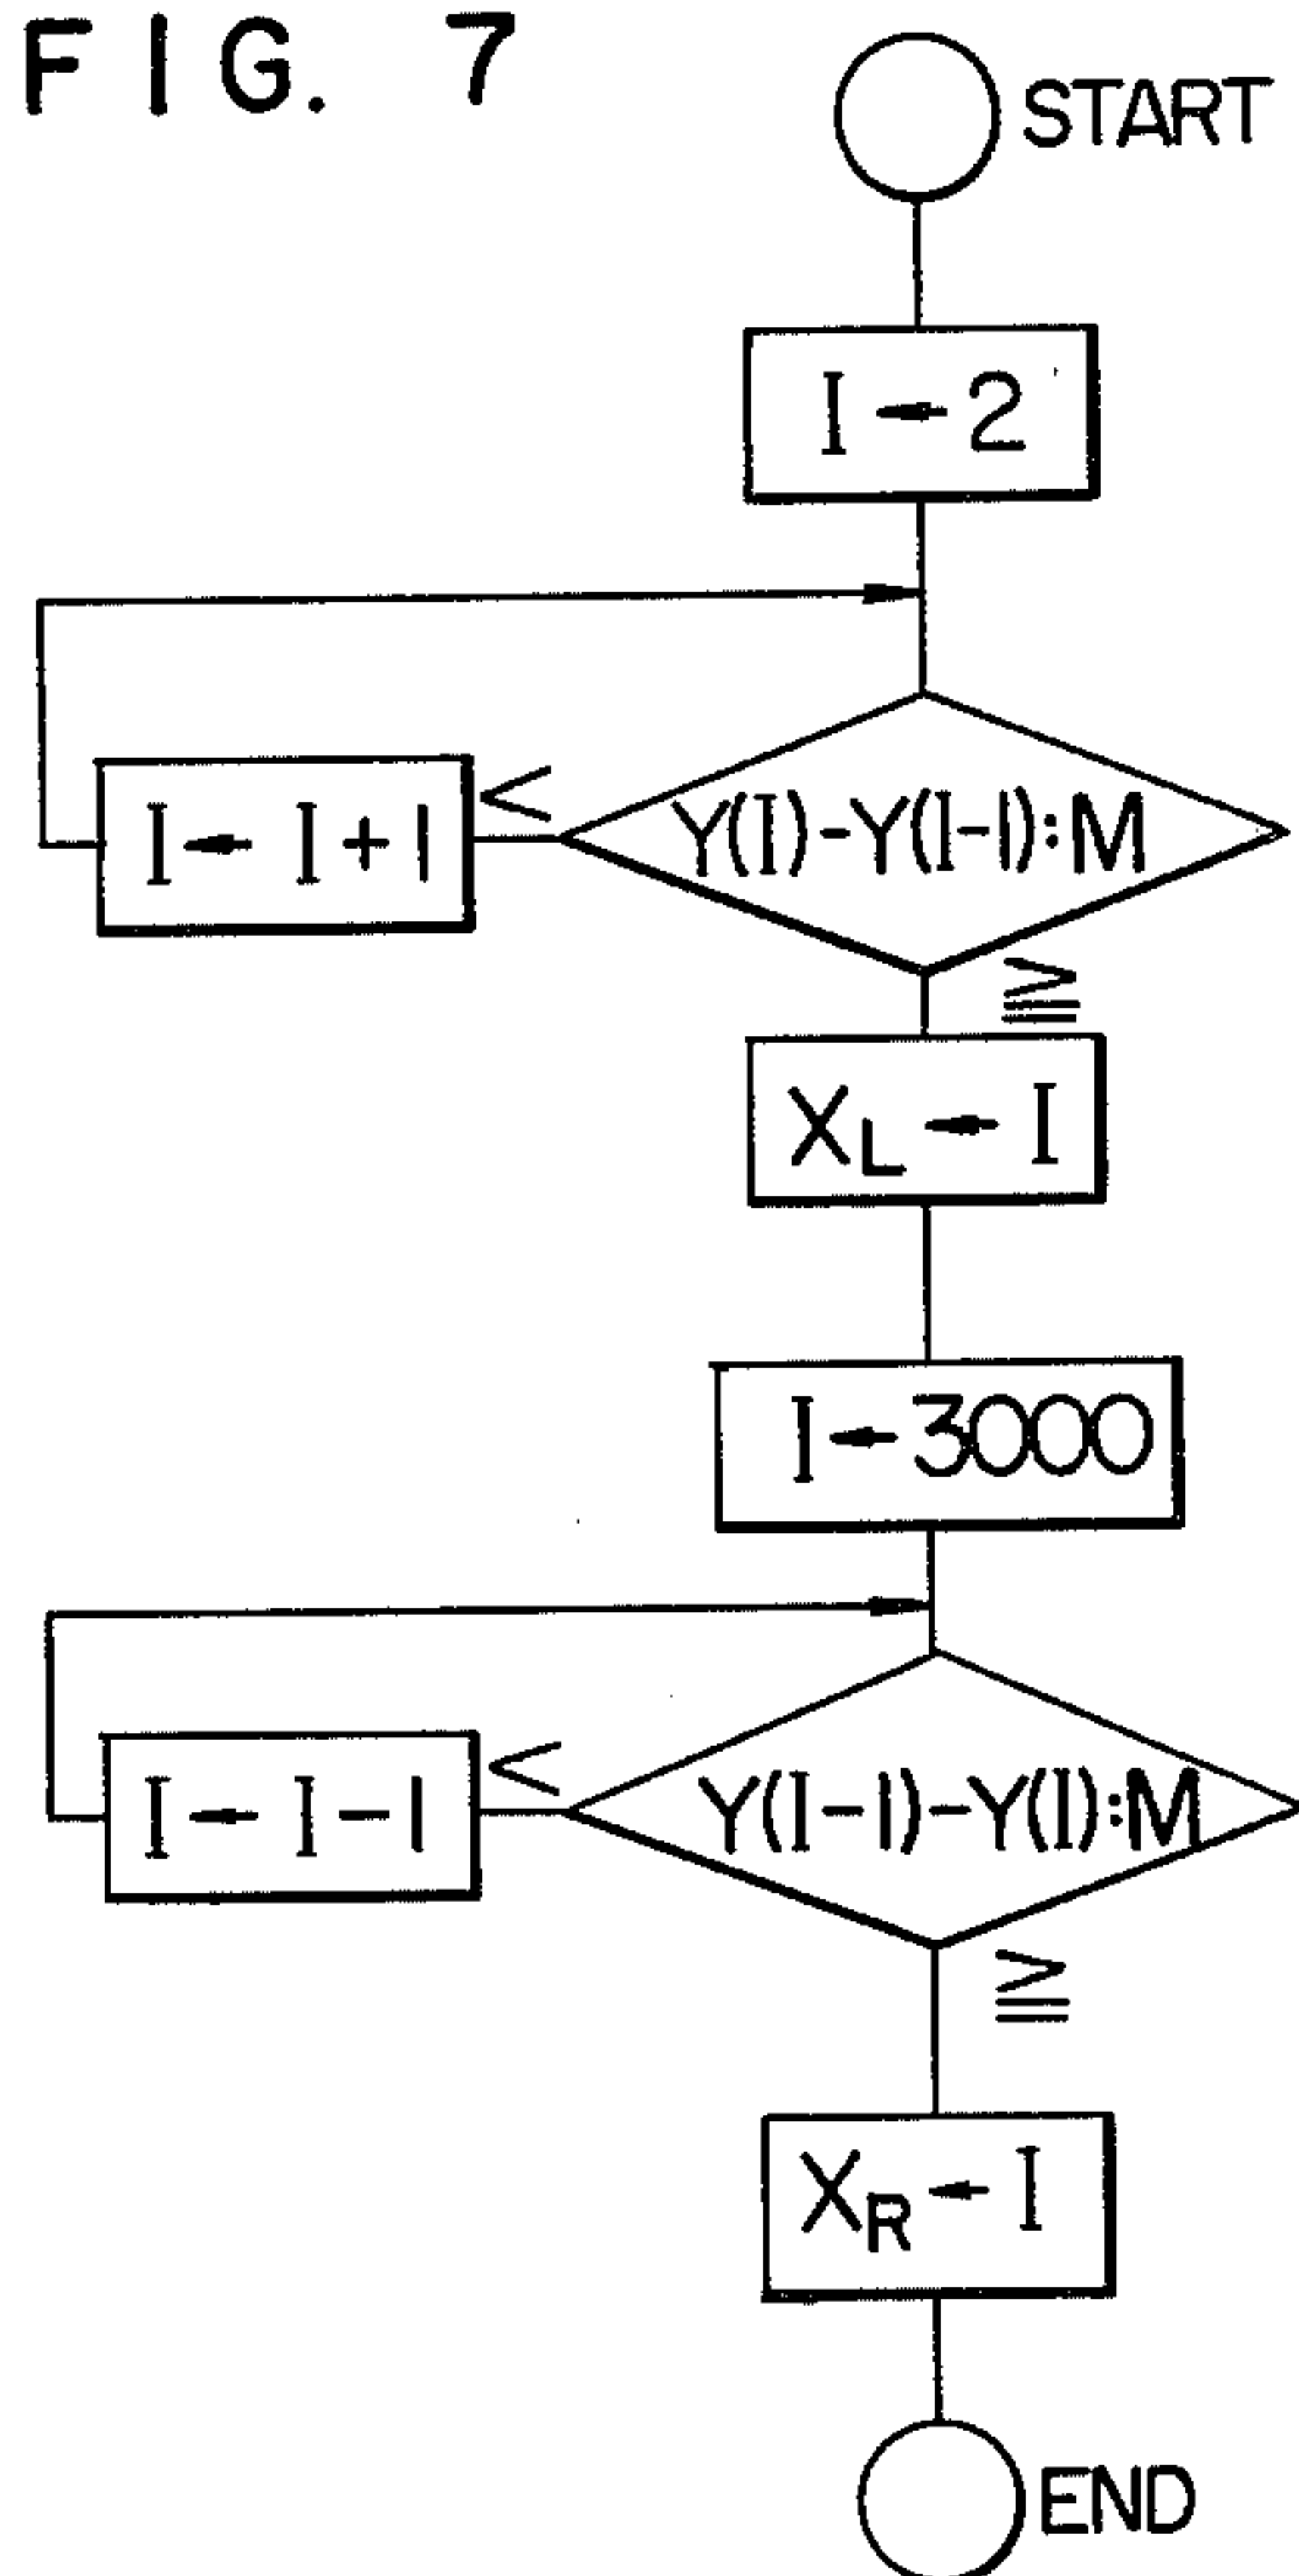 FIG. 7
START
I ← 2
I ← I+1
<
Y(I)-Y(I-1):M
≧
XL ← I
I ← 3000
I ← I-1
<
Y(I-1)-Y(I):M
≧
XR ← I
END